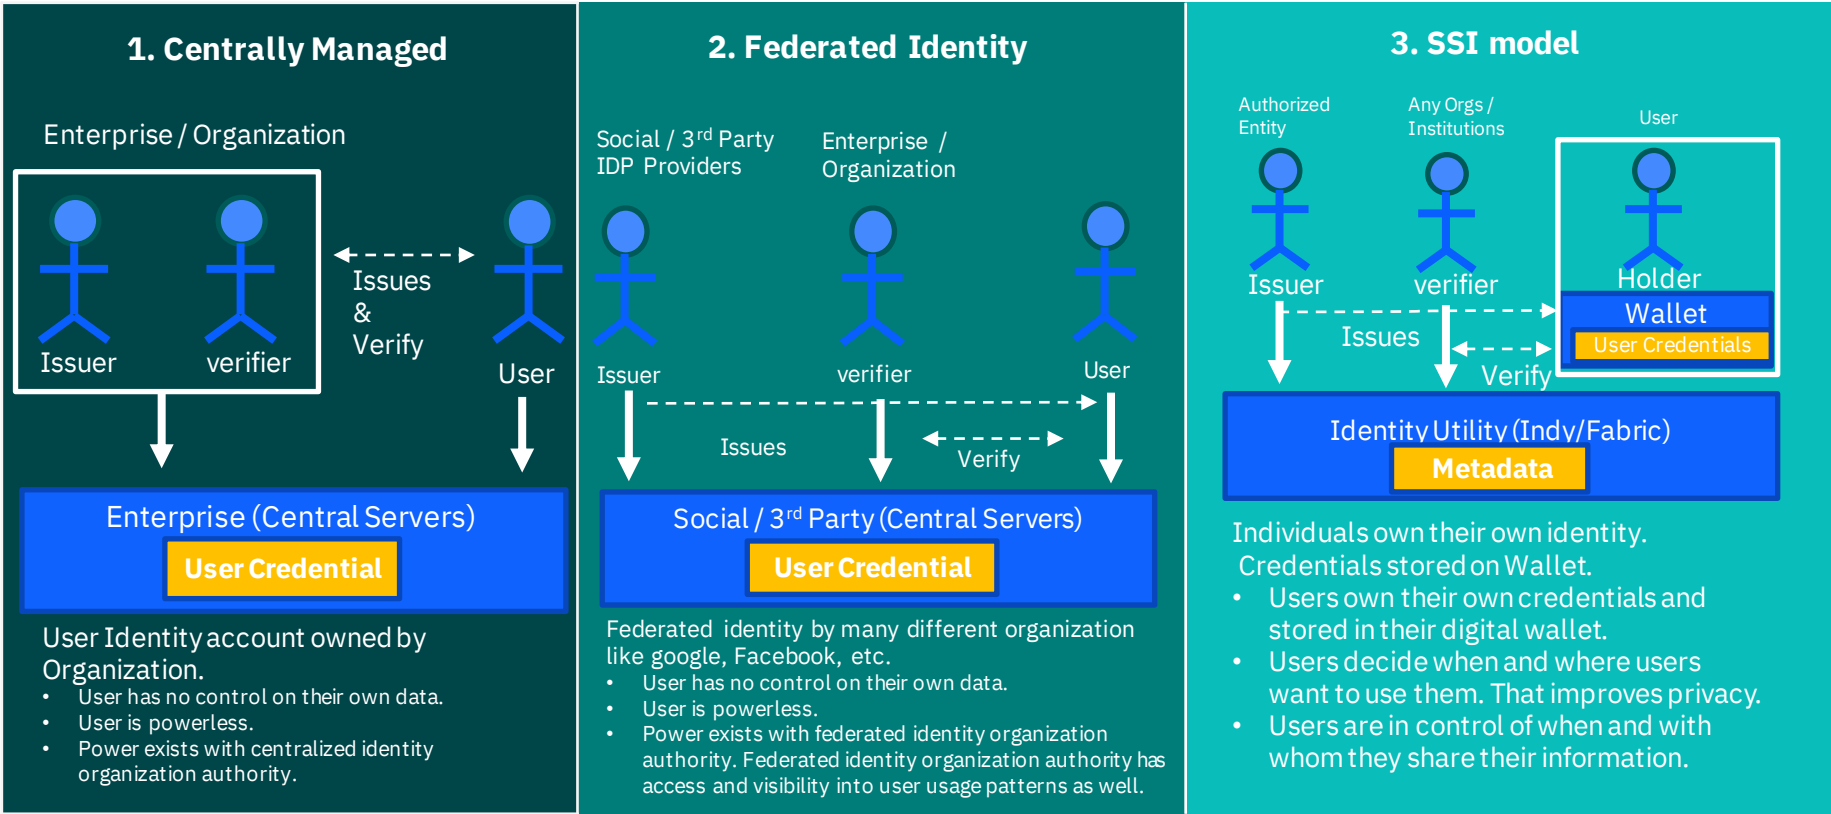 1. Centrally Managed
Enterprise / Organization
Issuer
verifier
Issues
&
Verify
User
Enterprise (Central Servers)
User Credential
User Identity account owned by
Organization.
• User has no control on their own data.
• User is powerless.
• Power exists with centralized identity
organization authority.
2. Federated Identity
Social / 3rd Party
IDP Providers
Enterprise /
Organization
Issuer
verifier
User
Issues
Verify
Social / 3rd Party (Central Servers)
User Credential
Federated identity by many different organization
like google, Facebook, etc.
• User has no control on their own data.
• User is powerless.
• Power exists with federated identity organization
authority. Federated identity organization authority has
access and visibility into user usage patterns as well.
3. SSI model
Authorized
Entity
Any Orgs /
Institutions
User
Issuer
verifier
Holder
Wallet
User Credentials
Issues
Verify
Identity Utility (Indy/Fabric)
Metadata
Individuals own their own identity.
Credentials stored on Wallet.
• Users own their own credentials and
stored in their digital wallet.
• Users decide when and where users
want to use them. That improves privacy.
• Users are in control of when and with
whom they share their information.